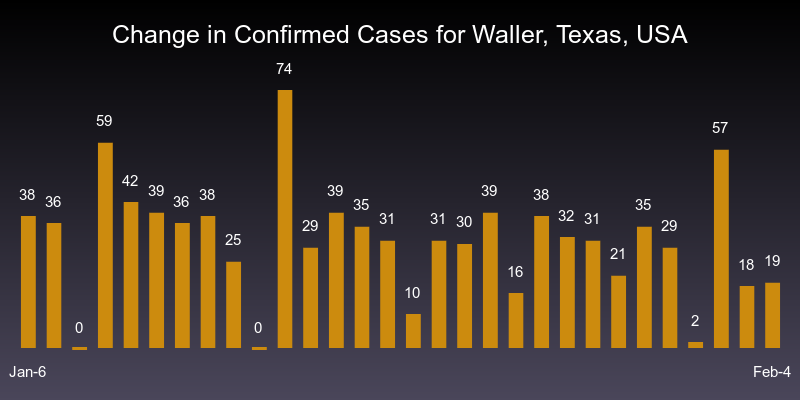 Change in Confirmed Cases for Waller, Texas, USA
38 36 0 59 42 39 36 38 25 0 74 29 39 35 31 10 31 30 39 16 38 32 31 21 35 29 2 57 18 19
Jan-6 Feb-4